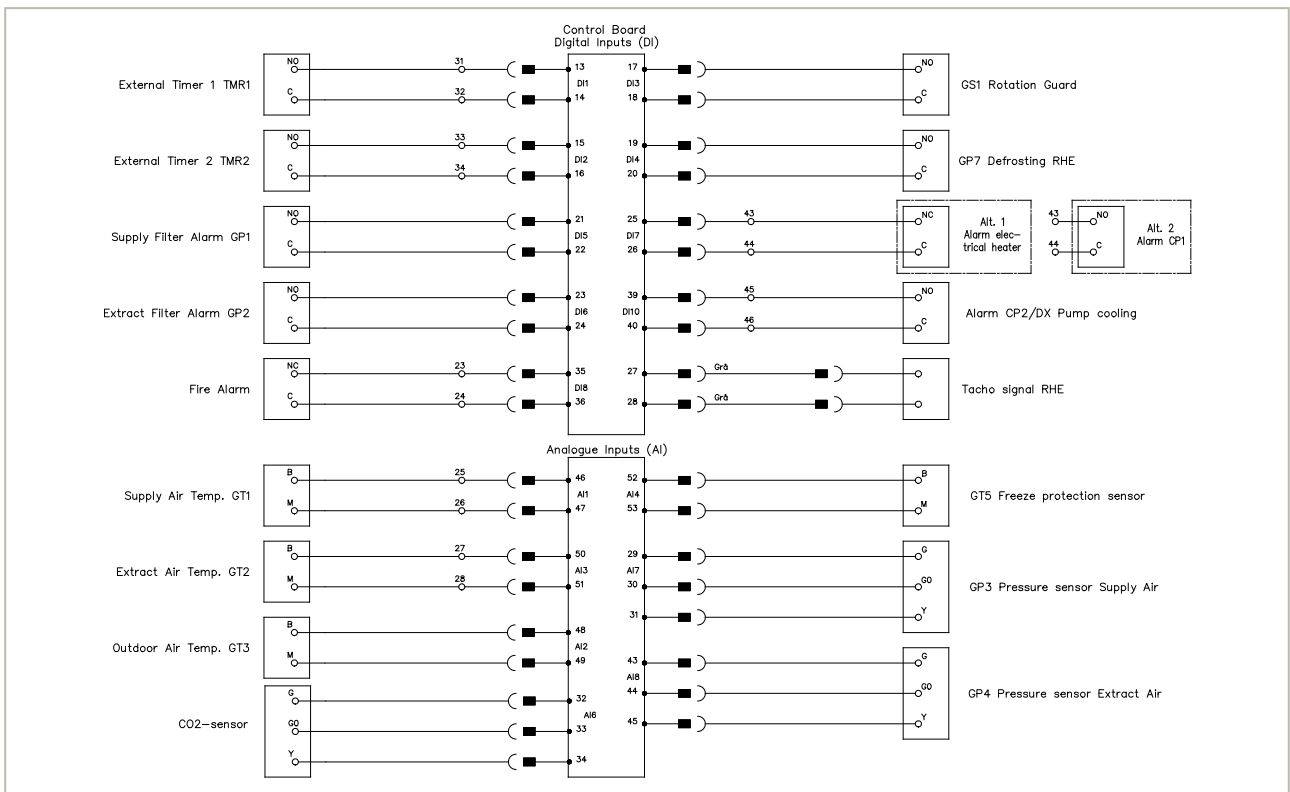 Control Board
Digital Inputs (DI)
External Timer 1 TMR1
NO 31 13 17 NO
DI1 DI3
C 32 14 18 C
GS1 Rotation Guard
External Timer 2 TMR2
NO 33 15 19 NO
DI2 DI4
C 34 16 20 C
GP7 Defrosting RHE
Supply Filter Alarm GP1
NO 21 25 43 NC
DI5 DI7
C 22 26 44 C
Alt. 1
Alarm elec-
trical heater
43 NO
44 C
Alt. 2
Alarm CP1
Extract Filter Alarm GP2
NO 23 39 45 NO
DI6 DI10
C 24 40 46 C
Alarm CP2/DX Pump cooling
Fire Alarm
NC 23 35 27 Grå
DI8
C 24 36 28 Grå
Tacho signal RHE
Analogue Inputs (AI)
Supply Air Temp. GT1
B 25 46 52 B
AI1 AI4
M 26 47 53 M
GT5 Freeze protection sensor
Extract Air Temp. GT2
B 27 50 29 G
AI3 AI7
M 28 51 30 G0
31 Y
GP3 Pressure sensor Supply Air
Outdoor Air Temp. GT3
B 48
AI2
M 49
43 G
AI8
44 G0
45 Y
GP4 Pressure sensor Extract Air
CO2-sensor
G 32
AI6
G0 33
Y 34